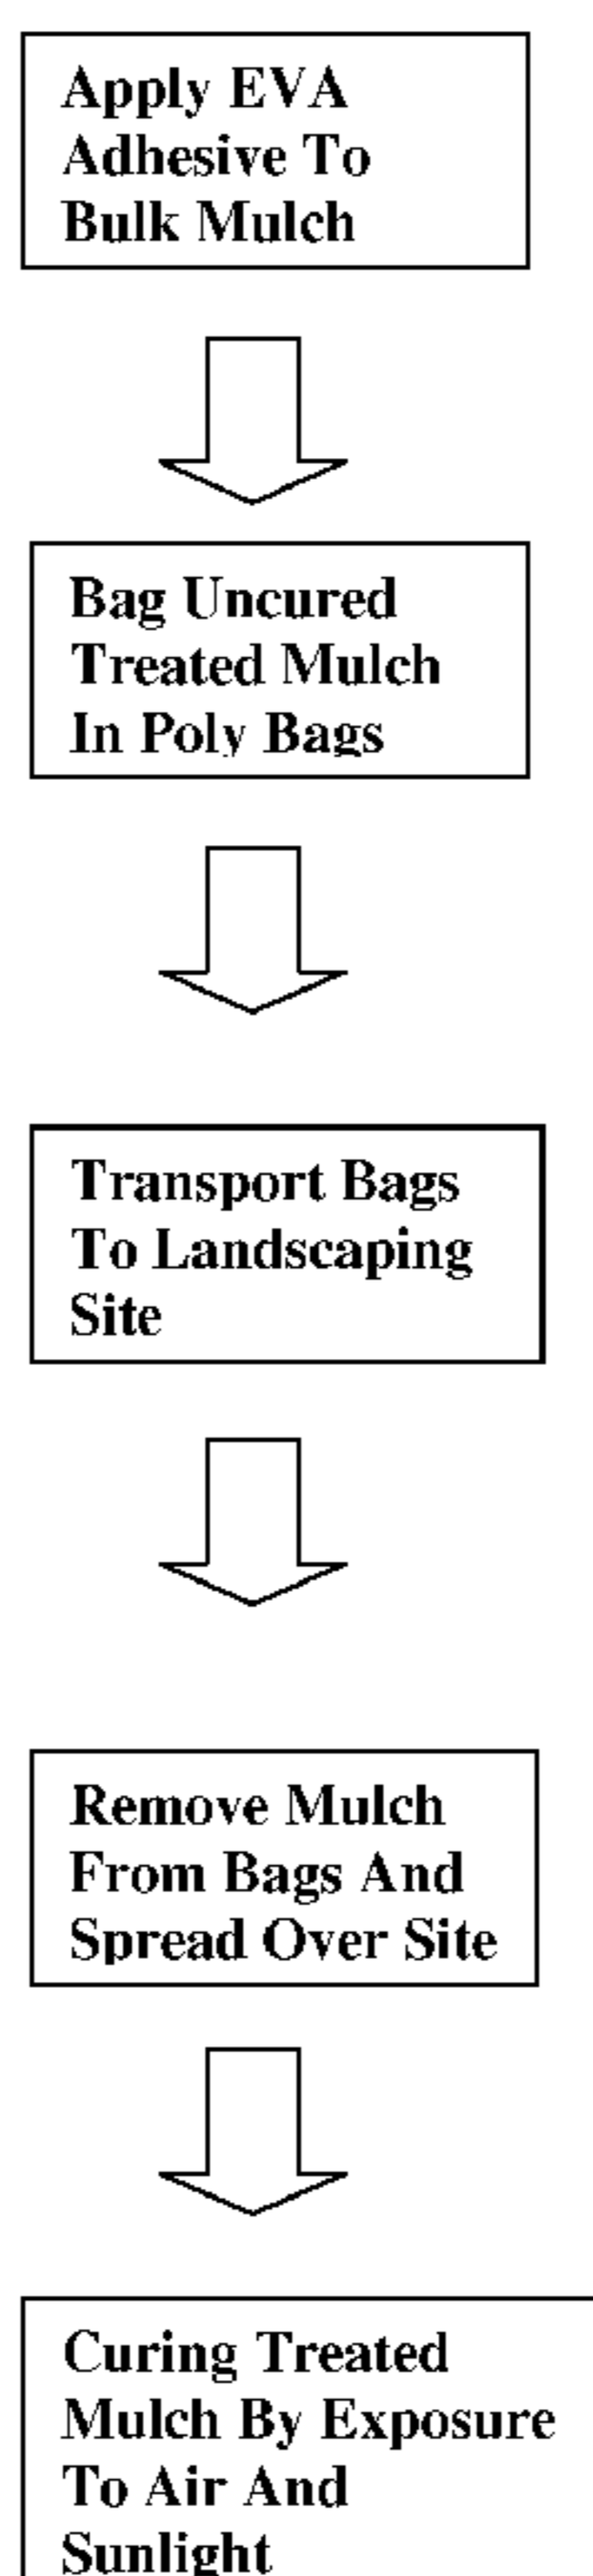 Apply EVA
Adhesive To
Bulk Mulch
Bag Uncured
Treated Mulch
In Poly Bags
Transport Bags
To Landscaping
Site
Remove Mulch
From Bags And
Spread Over Site
Curing Treated
Mulch By Exposure
To Air And
Sunlight